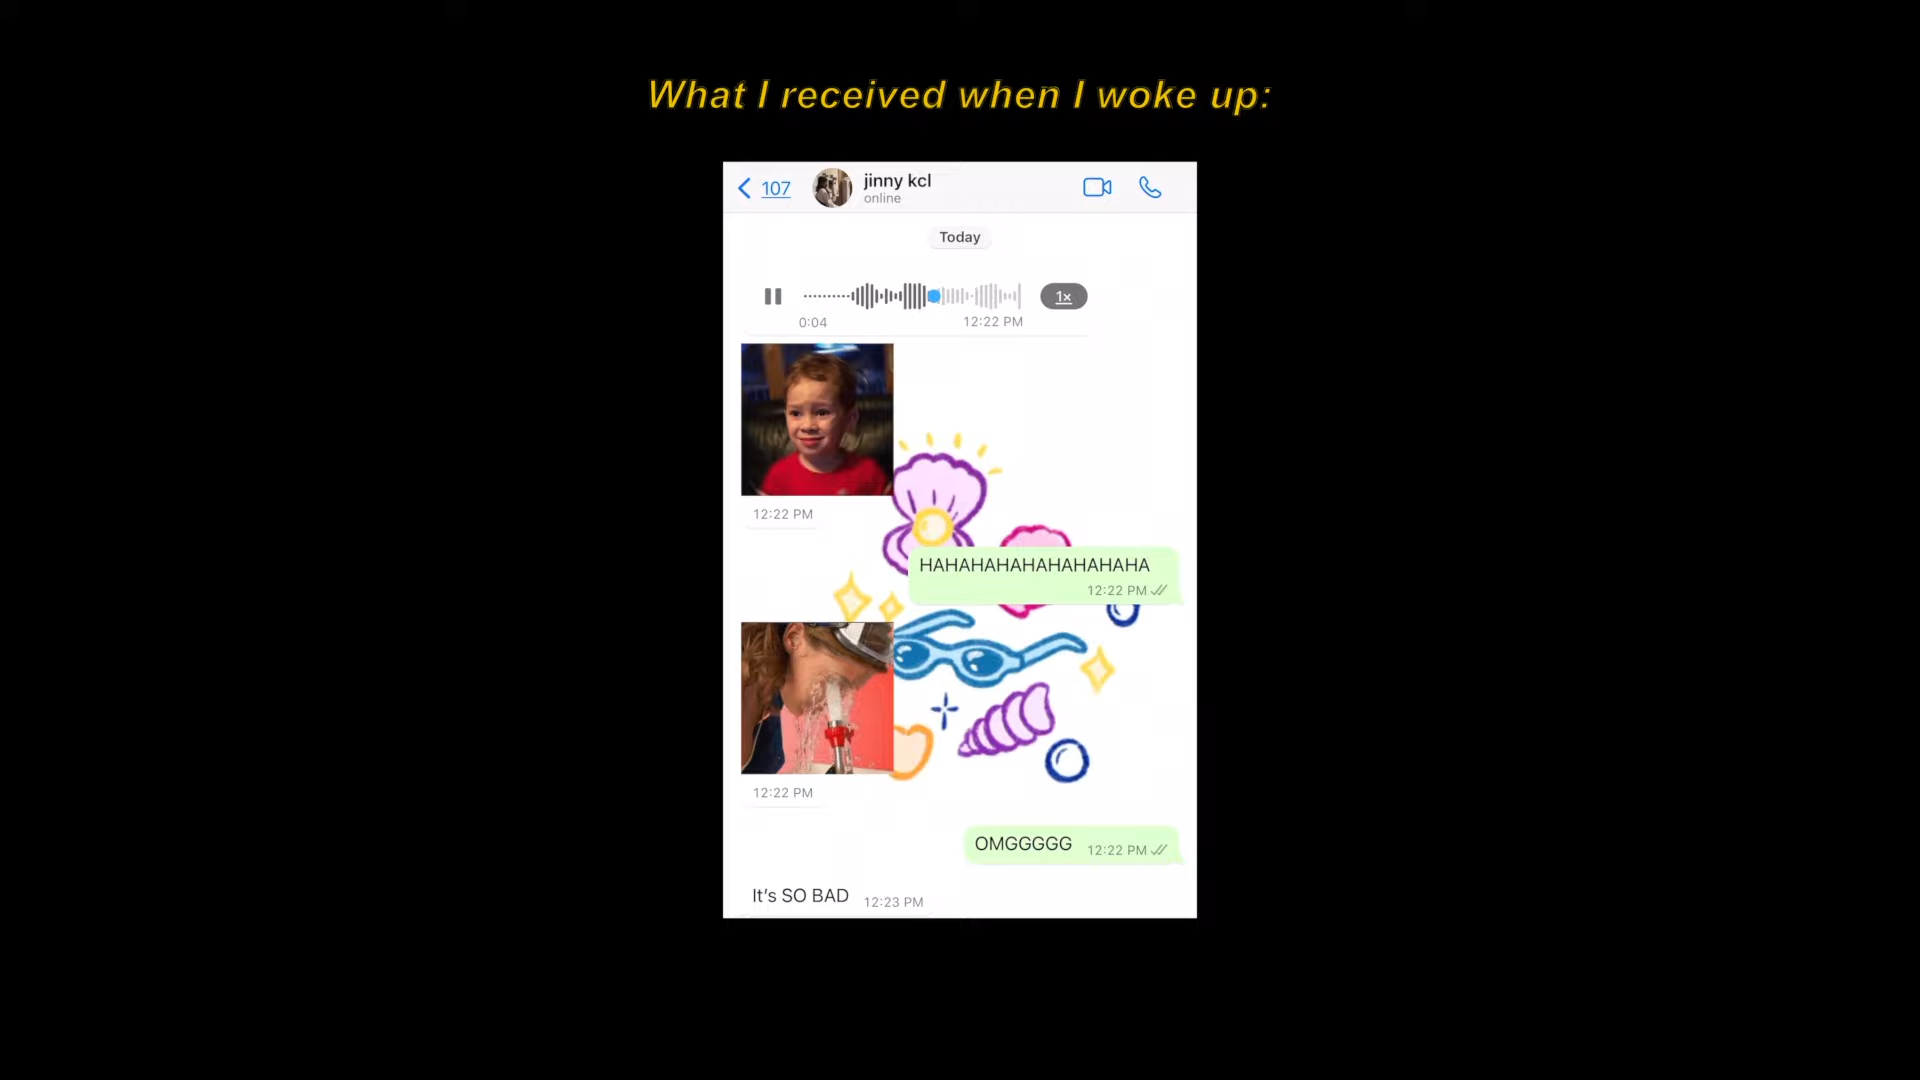 What I received when I woke up:
107
jinny kcl
online
Today
1x
0:04
12:22 PM
12:22 PM
HAHAHAHAHAHAHAHAHA
12:22 PM
12:22 PM
OMGGGGG
12:22 PM
It's SO BAD
12:23 PM